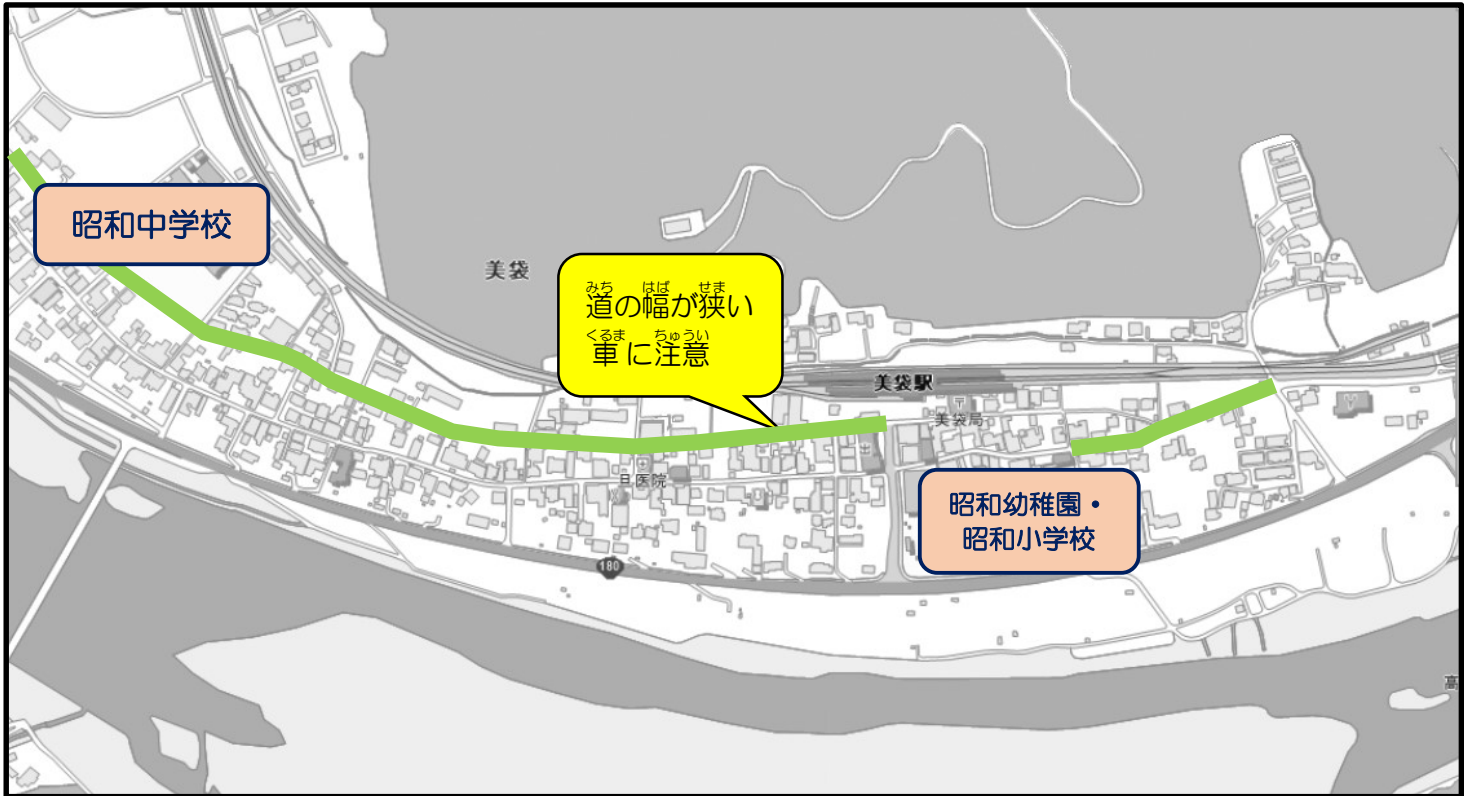 昭和中学校
美袋
みち はば せま
道の幅が狭い
くるま ちゅうい
車に注意
美袋駅
美袋局
旦医院
昭和幼稚園・
昭和小学校
180
高